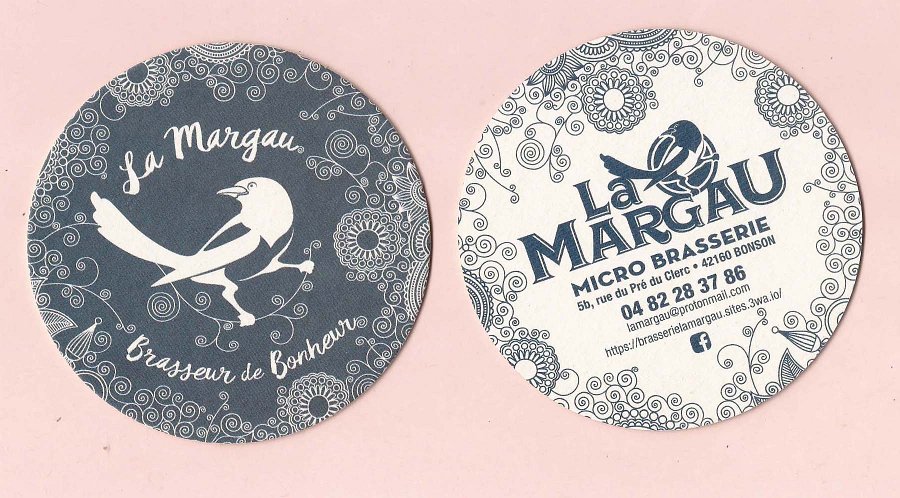 La Margau
Brasseur de Bonheur
La
MARGAU
MICRO BRASSERIE
5b, rue du Pré du Clerc • 42160 BONSON
04 82 28 37 86
lamargau@protonmail.com
https://brasserielamargau.sites.3wa.io/